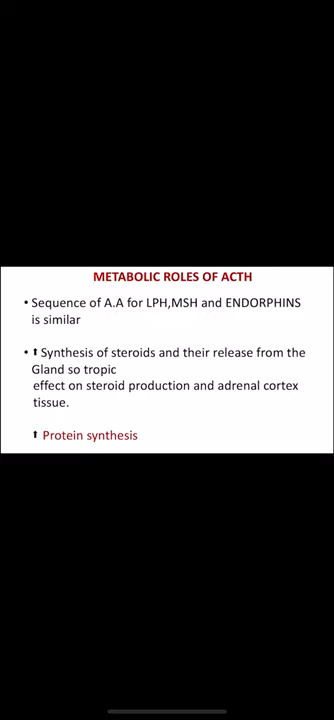 METABOLIC ROLES OF ACTH
• Sequence of A.A for LPH,MSH and ENDORPHINS
is similar
• ⬆ Synthesis of steroids and their release from the
Gland so tropic
effect on steroid production and adrenal cortex
tissue.
⬆ Protein synthesis